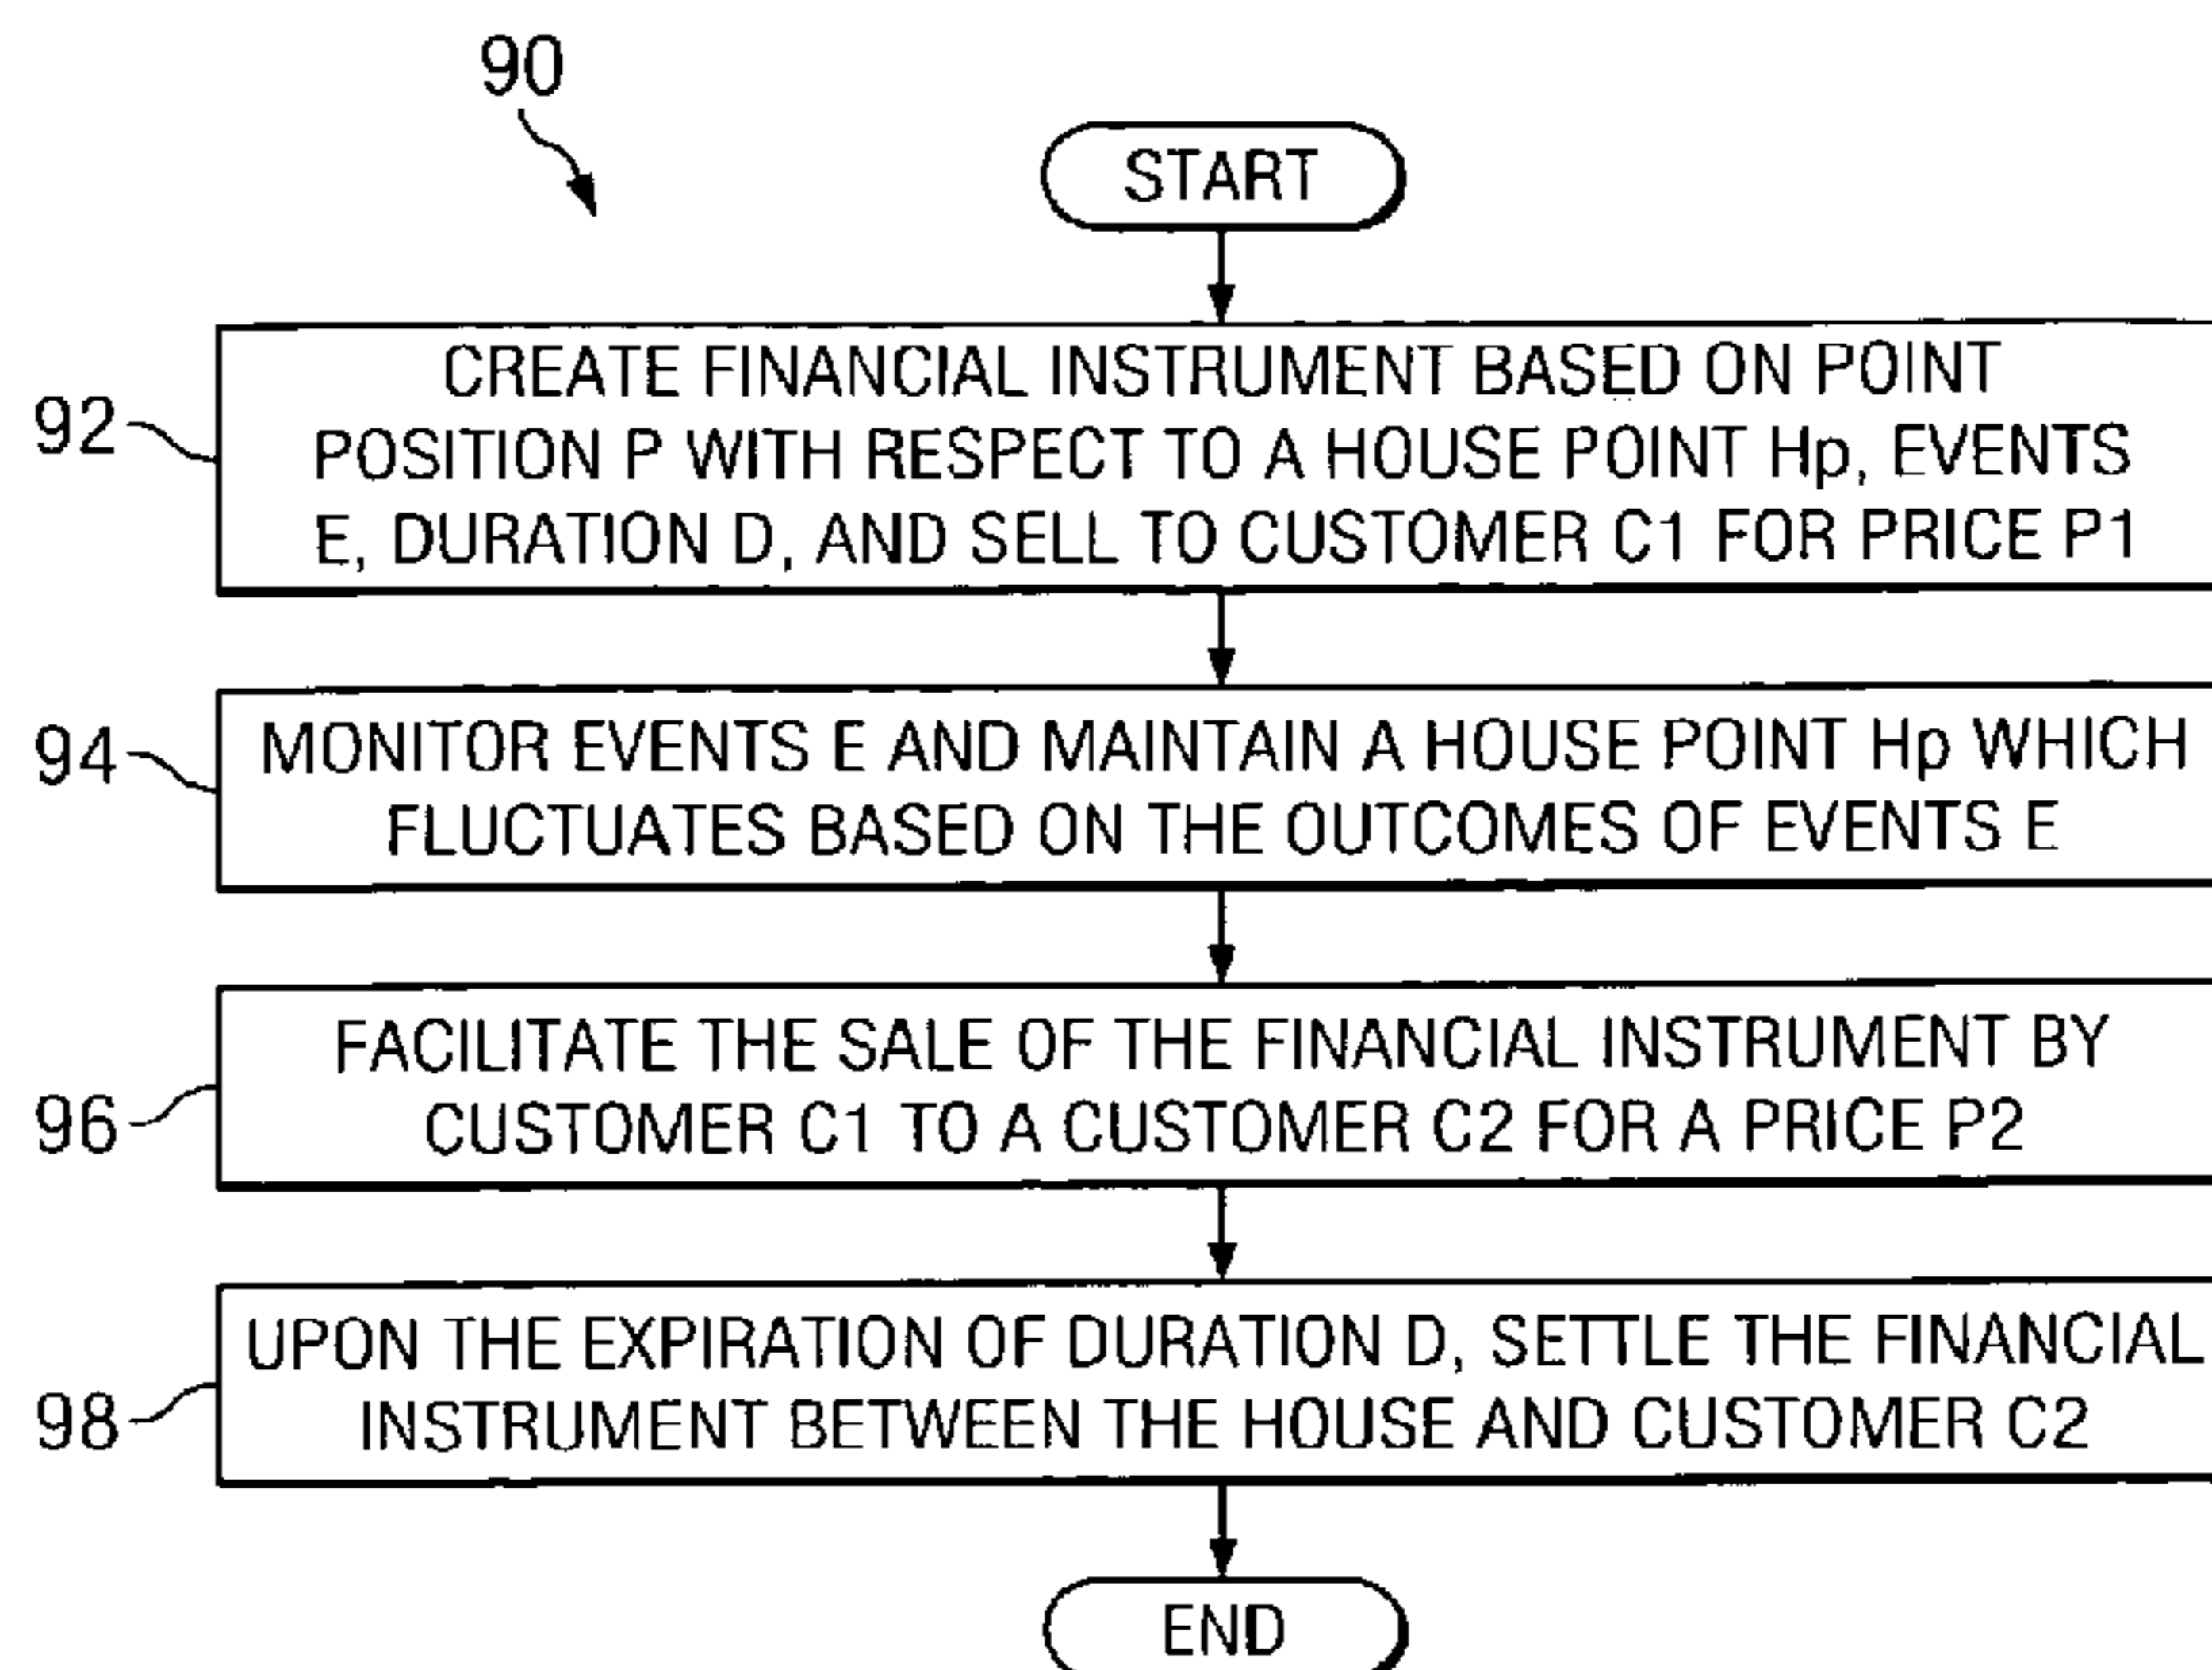 90
START
92
CREATE FINANCIAL INSTRUMENT BASED ON POINT
POSITION P WITH RESPECT TO A HOUSE POINT Hp, EVENTS
E, DURATION D, AND SELL TO CUSTOMER C1 FOR PRICE P1
94
MONITOR EVENTS E AND MAINTAIN A HOUSE POINT Hp WHICH
FLUCTUATES BASED ON THE OUTCOMES OF EVENTS E
96
FACILITATE THE SALE OF THE FINANCIAL INSTRUMENT BY
CUSTOMER C1 TO A CUSTOMER C2 FOR A PRICE P2
98
UPON THE EXPIRATION OF DURATION D, SETTLE THE FINANCIAL
INSTRUMENT BETWEEN THE HOUSE AND CUSTOMER C2
END